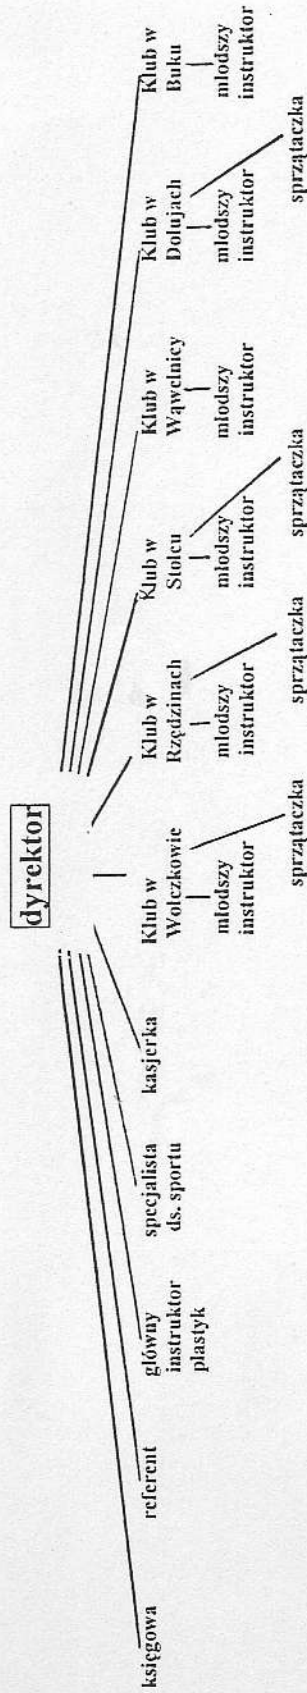 dyrektor
księgowa
referent
główny
instruktor
plastyk
specjalista
ds. sportu
kasjerka
Klub w
Wołczkowie
młodszy
instruktor
sprzątaczka
Klub w
Rzędzinach
młodszy
instruktor
sprzątaczka
Klub w
Stolcu
młodszy
instruktor
sprzątaczka
Klub w
Wąwelnicy
młodszy
instruktor
Klub w
Dołujach
młodszy
instruktor
sprzątaczka
Klub w
Buku
młodszy
instruktor